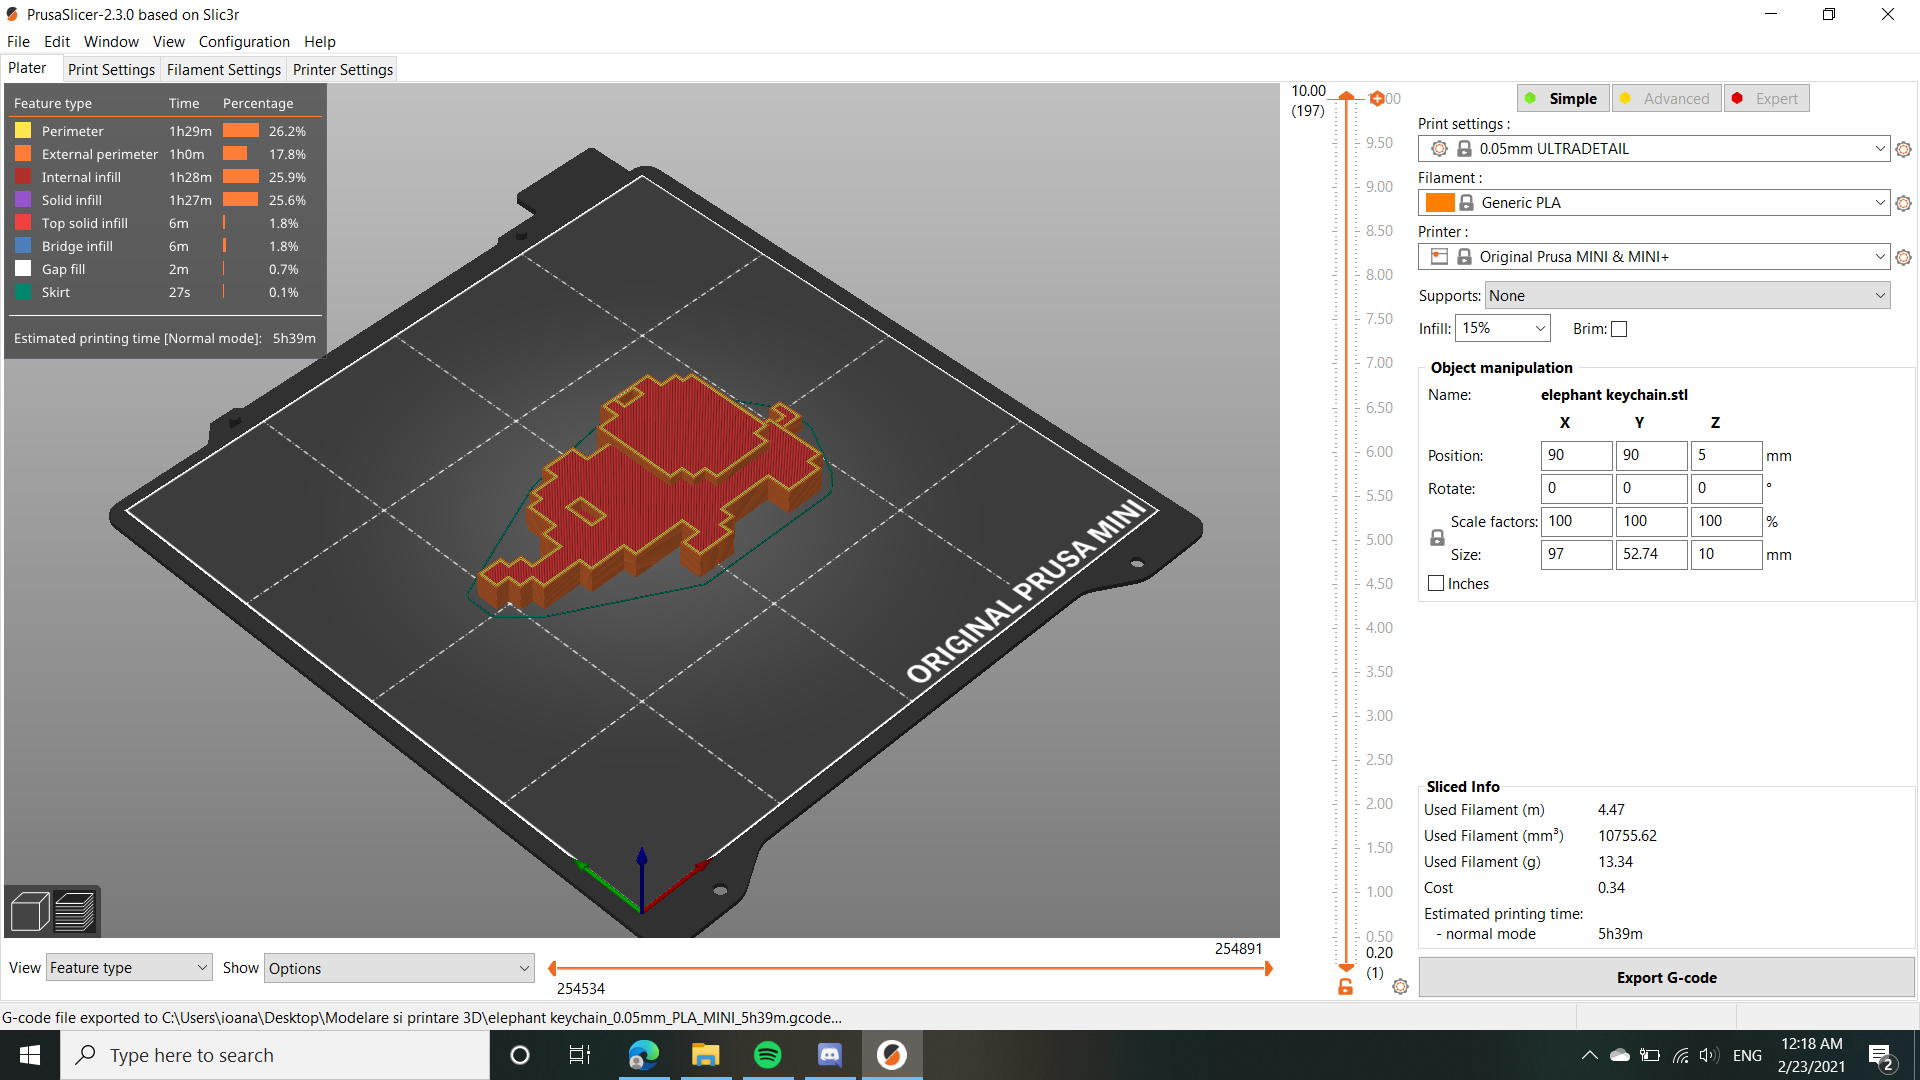 PrusaSlicer-2.3.0 based on Slic3r
File Edit Window View Configuration Help
Plater Print Settings Filament Settings Printer Settings
Feature type Time Percentage
Perimeter 1h29m 26.2%
External perimeter 1h0m 17.8%
Internal infill 1h28m 25.9%
Solid infill 1h27m 25.6%
Top solid infill 6m 1.8%
Bridge infill 6m 1.8%
Gap fill 2m 0.7%
Skirt 27s 0.1%
Estimated printing time [Normal mode]: 5h39m
ORIGINAL PRUSA MINI
10.00
(197)
9.50
9.00
8.50
8.00
7.50
7.00
6.50
6.00
5.50
5.00
4.50
4.00
3.50
3.00
2.50
2.00
1.50
1.00
0.50
0.20
(1)
Simple Advanced Expert
Print settings :
0.05mm ULTRADETAIL
Filament :
Generic PLA
Printer :
Original Prusa MINI & MINI+
Supports: None
Infill: 15% Brim:
Object manipulation
Name: elephant keychain.stl
X Y Z
Position: 90 90 5 mm
Rotate: 0 0 0 °
Scale factors: 100 100 100 %
Size: 97 52.74 10 mm
Inches
Sliced Info
Used Filament (m) 4.47
Used Filament (mm³) 10755.62
Used Filament (g) 13.34
Cost 0.34
Estimated printing time:
- normal mode 5h39m
Export G-code
View Feature type Show Options
254891
254534
G-code file exported to C:\Users\ioana\Desktop\Modelare si printare 3D\elephant keychain_0.05mm_PLA_MINI_5h39m.gcode...
Type here to search
ENG
12:18 AM
2/23/2021
2